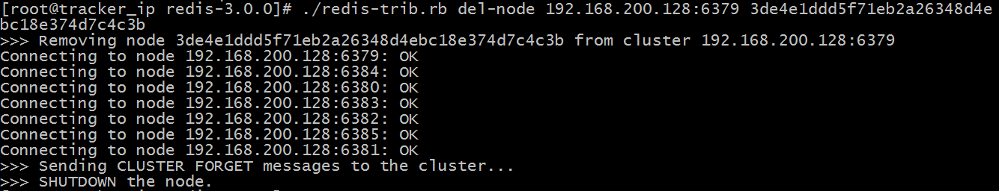 [root@tracker_ip redis-3.0.0]# ./redis-trib.rb del-node 192.168.200.128:6379 3de4e1ddd5f71eb2a26348d4e
bc18e374d7c4c3b
>>> Removing node 3de4e1ddd5f71eb2a26348d4ebc18e374d7c4c3b from cluster 192.168.200.128:6379
Connecting to node 192.168.200.128:6379: OK
Connecting to node 192.168.200.128:6384: OK
Connecting to node 192.168.200.128:6380: OK
Connecting to node 192.168.200.128:6383: OK
Connecting to node 192.168.200.128:6382: OK
Connecting to node 192.168.200.128:6385: OK
Connecting to node 192.168.200.128:6381: OK
>>> Sending CLUSTER FORGET messages to the cluster...
>>> SHUTDOWN the node.